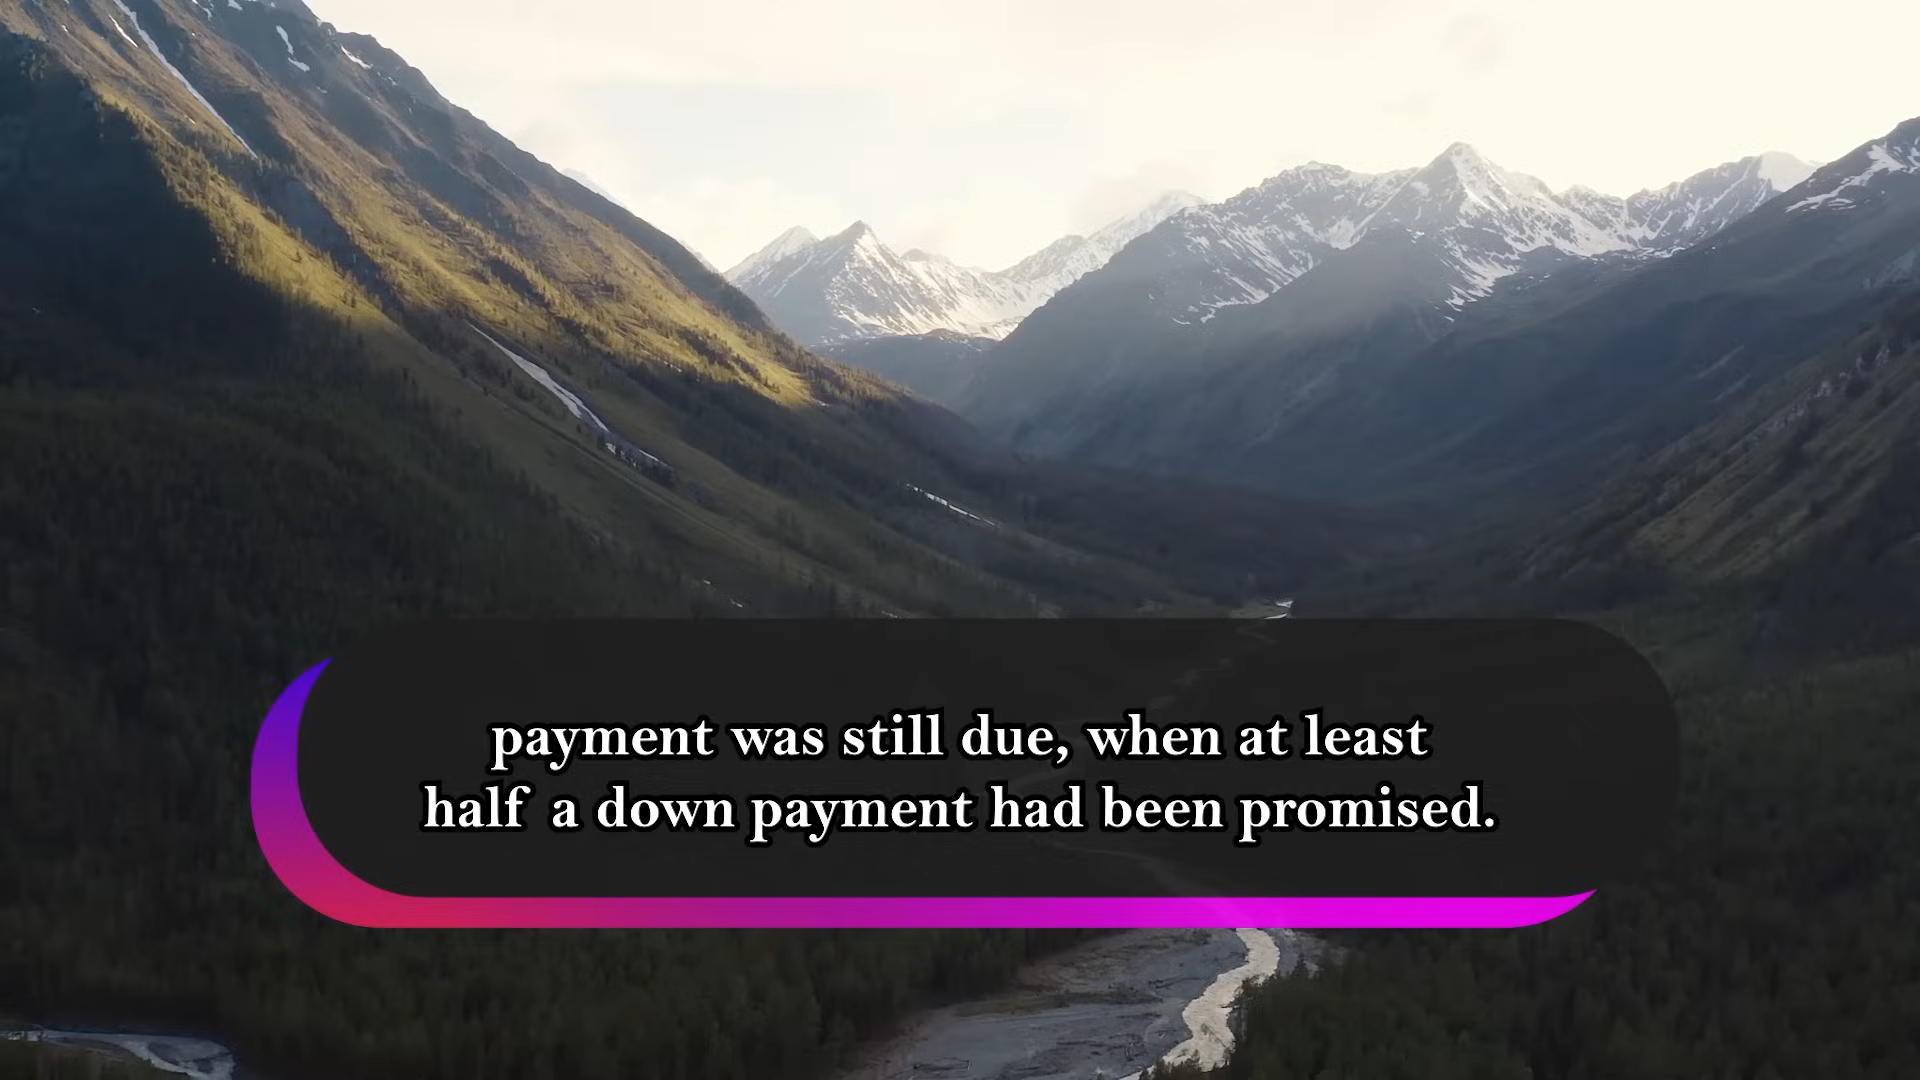 payment was still due, when at least
half a down payment had been promised.